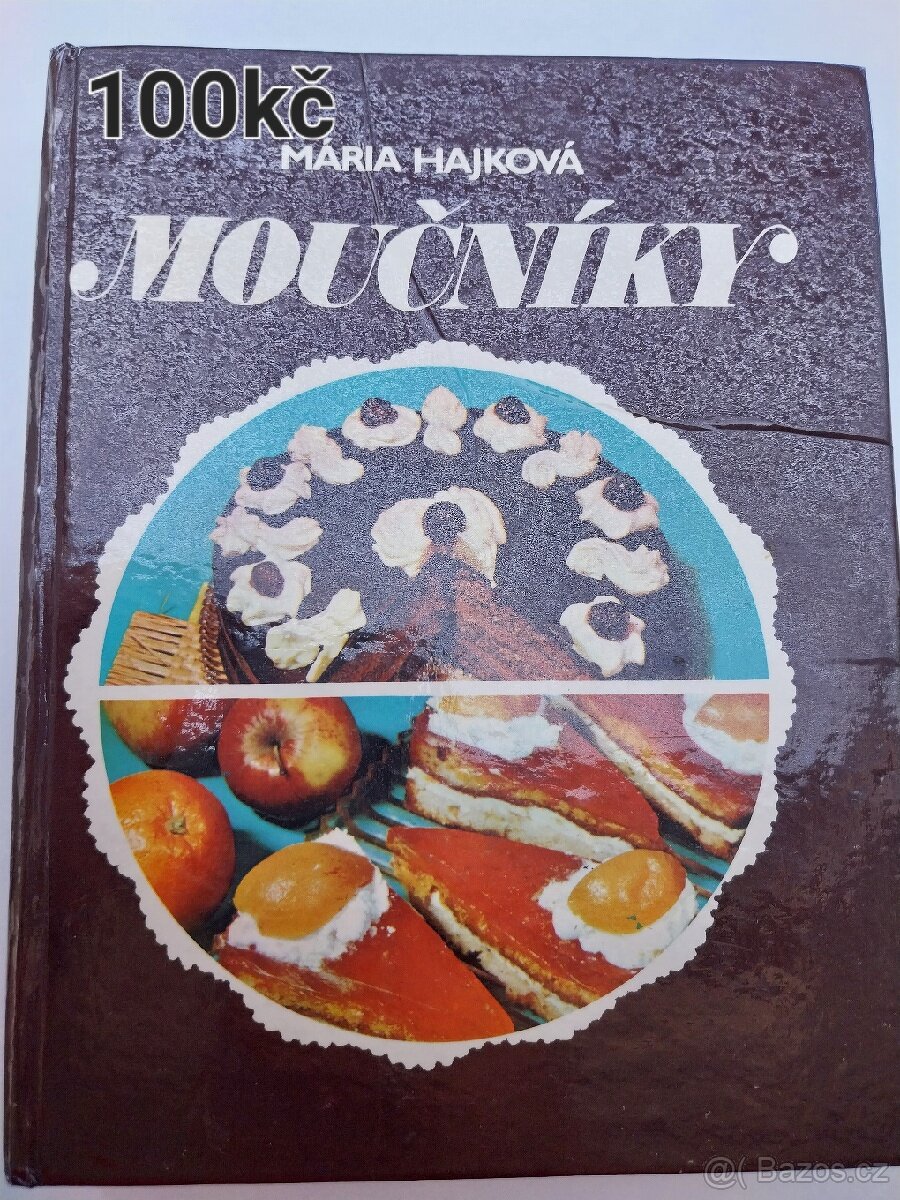 100kč
MÁRIA HAJKOVÁ
MOUČNÍKY
@( Bazos.cz